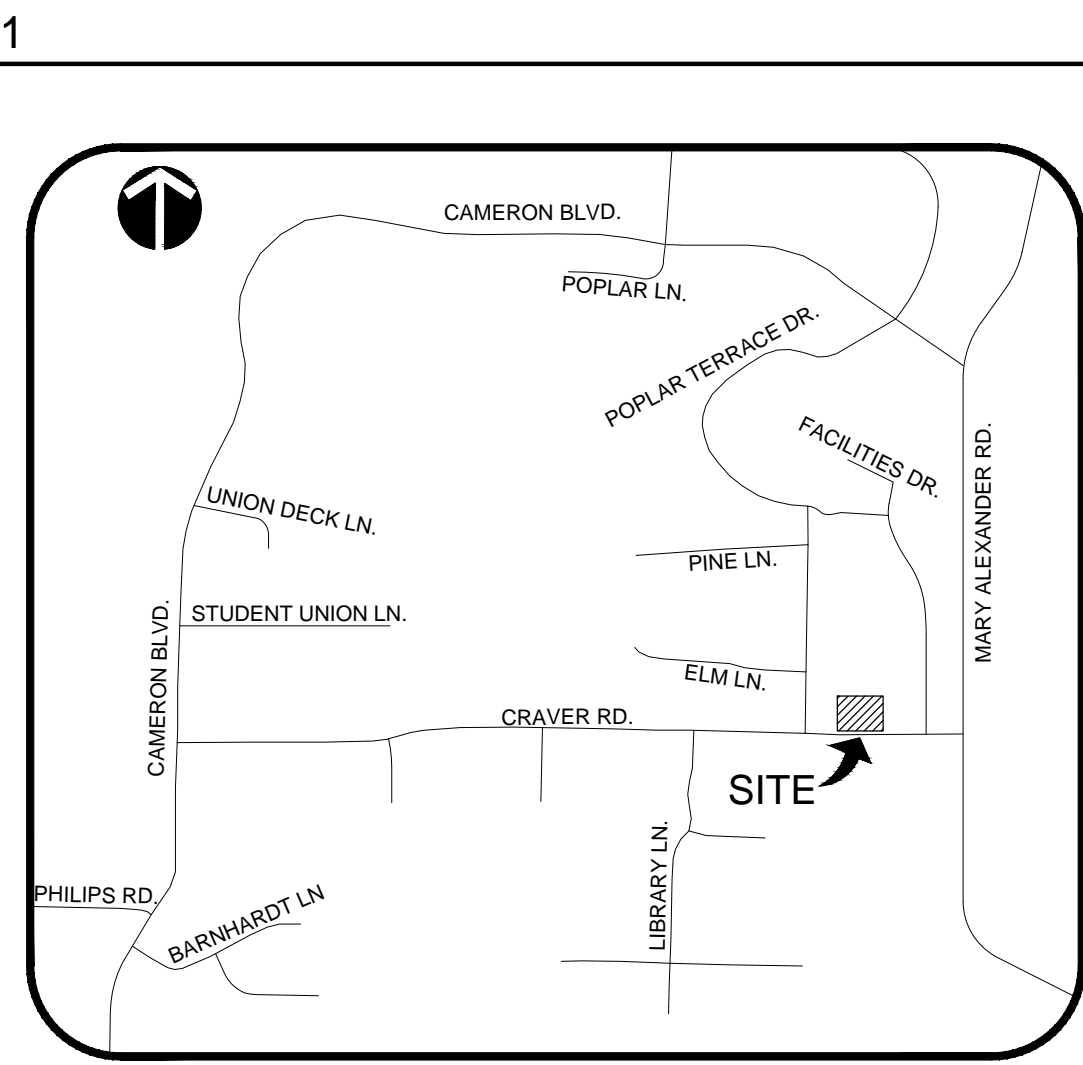 1
CAMERON BLVD.
POPLAR LN.
POPLAR TERRACE DR.
FACILITIES DR.
MARY ALEXANDER RD.
UNION DECK LN.
PINE LN.
STUDENT UNION LN.
CAMERON BLVD.
ELM LN.
CRAVER RD.
SITE
LIBRARY LN.
PHILIPS RD.
BARNHARDT LN